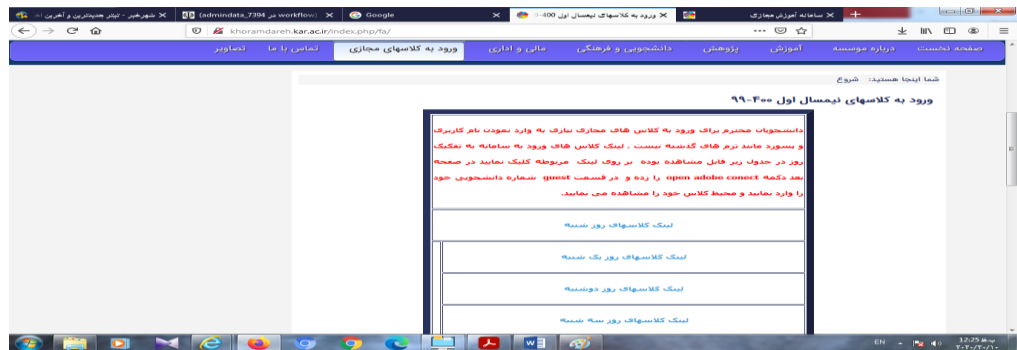 شهرخبر - تیتر جدیدترین و آخرین اخ
(admindata_7394 در workflow)
Google
ورود به کلاسهای نیمسال اول 400-
سامانه آموزش مجازی
khoramdareh.kar.ac.ir/index.php/fa/
صفحه نخست درباره موسسه آموزش پژوهش دانشجویی و فرهنگی مالی و اداری ورود به کلاسهای مجازی تماس با ما تصاویر
شما اینجا هستید: شروع
ورود به کلاسهای نیمسال اول ۴۰۰-۹۹
دانشجویان محترم برای ورود به کلاس های مجازی نیازی به وارد نمودن نام کاربری
و پسورد مانند ترم های گذشته نیست . لینک کلاس های ورود به سامانه به تفکیک
روز در جدول زیر قابل مشاهده بوده بر روی لینک مربوطه کلیک نمایید در صفحه
بعد دکمه open adobe conect را زده و در قسمت guest شماره دانشجویی خود
را وارد نمایید و محیط کلاس خود را مشاهده می نمایید.
لینک کلاسهای روز شنبه
لینک کلاسهای روز یک شنبه
لینک کلاسهای روز دوشنبه
لینک کلاسهای روز سه شنبه
EN
12:25 ب.ظ